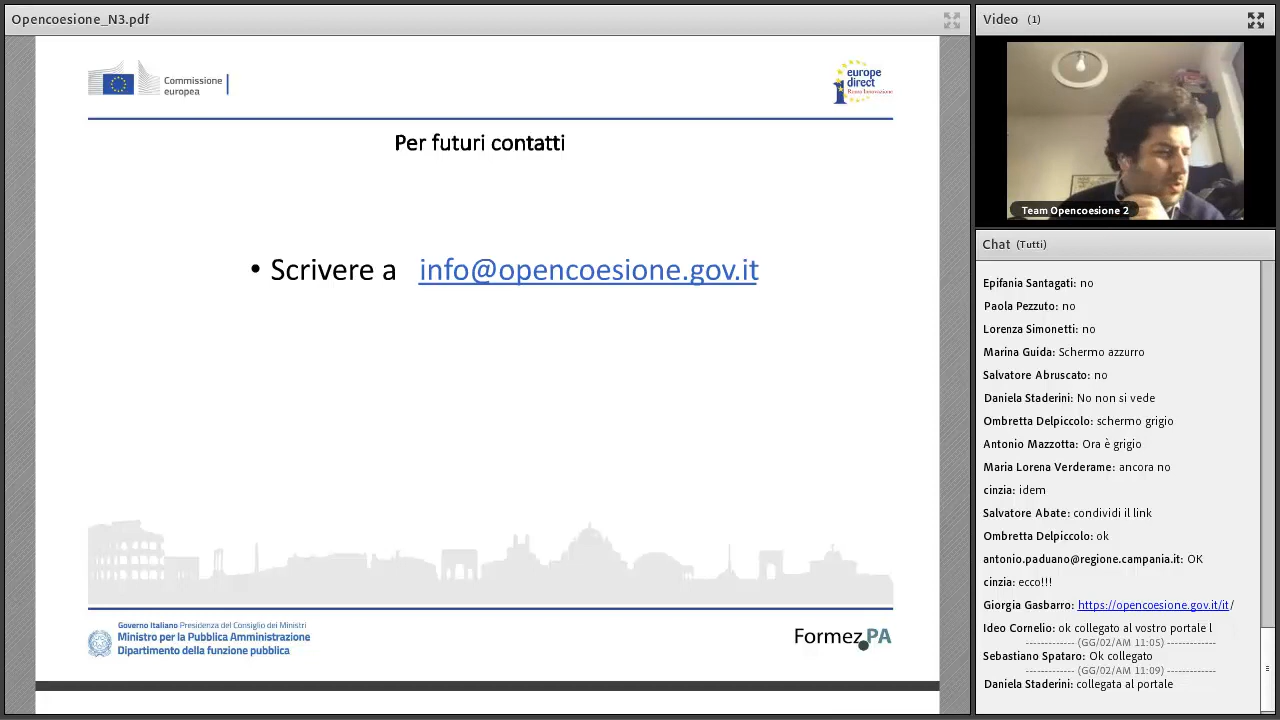 Opencoesione_N3.pdf
Commissione
europea
europe
direct
Roma Innovazione
Per futuri contatti
• Scrivere a info@opencoesione.gov.it
Governo Italiano Presidenza del Consiglio dei Ministri
Ministro per la Pubblica Amministrazione
Dipartimento della funzione pubblica
Formez PA
Video (1)
Team Opencoesione 2
Chat (Tutti)
Epifania Santagati: no
Paola Pezzuto: no
Lorenza Simonetti: no
Marina Guida: Schermo azzurro
Salvatore Abruscato: no
Daniela Staderini: No non si vede
Ombretta Delpiccolo: schermo grigio
Antonio Mazzotta: Ora è grigio
Maria Lorena Verderame: ancora no
cinzia: idem
Salvatore Abate: condividi il link
Ombretta Delpiccolo: ok
antonio.paduano@regione.campania.it: OK
cinzia: ecco!!!
Giorgia Gasbarro: https://opencoesione.gov.it/it/
Ideo Cornelio: ok collegato al vostro portale l
------------- (GG/02/AM 11:05) -------------
Sebastiano Spataro: Ok collegato
------------- (GG/02/AM 11:09) -------------
Daniela Staderini: collegata al portale